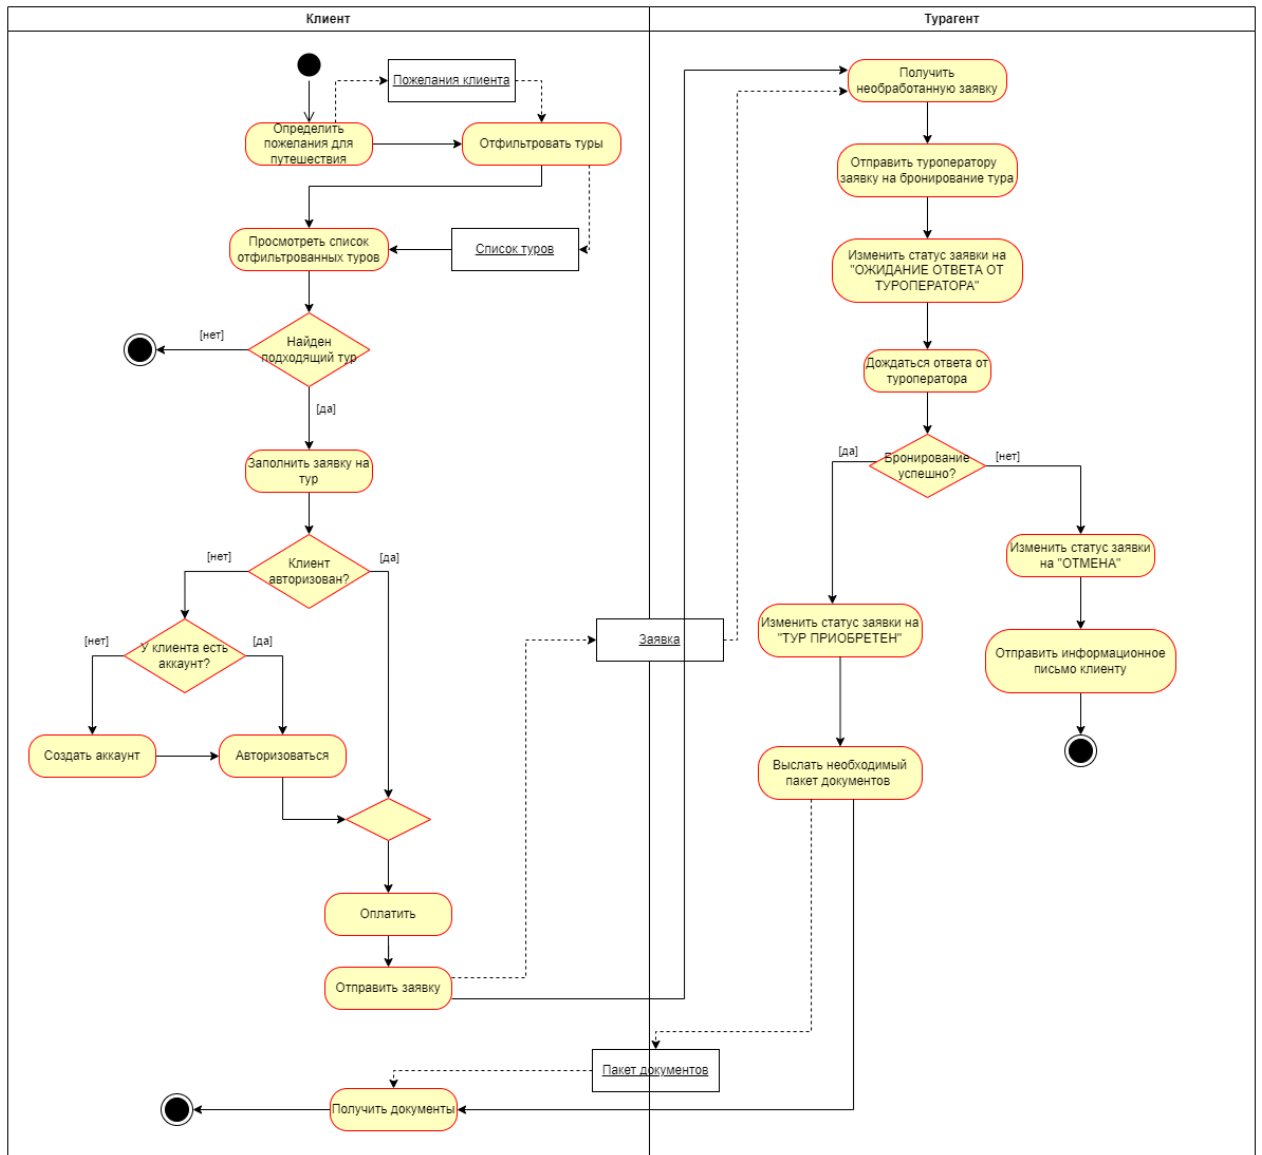 Клиент
Турагент
Пожелания клиента
Определить
пожелания для
путешествия
Отфильтровать туры
Просмотреть список
отфильтрованных туров
Список туров
Найден
подходящий тур
[нет]
[да]
Заполнить заявку на
тур
Клиент
авторизован?
[нет]
[да]
У клиента есть
аккаунт?
[нет]
[да]
Создать аккаунт
Авторизоваться
Оплатить
Отправить заявку
Заявка
Пакет документов
Получить документы
Получить
необработанную заявку
Отправить туроператору
заявку на бронирование тура
Изменить статус заявки на
"ОЖИДАНИЕ ОТВЕТА ОТ
ТУРОПЕРАТОРА"
Дождаться ответа от
туроператора
Бронирование
успешно?
[да]
[нет]
Изменить статус заявки
на "ОТМЕНА"
Изменить статус заявки на
"ТУР ПРИОБРЕТЕН"
Отправить информационное
письмо клиенту
Выслать необходимый
пакет документов